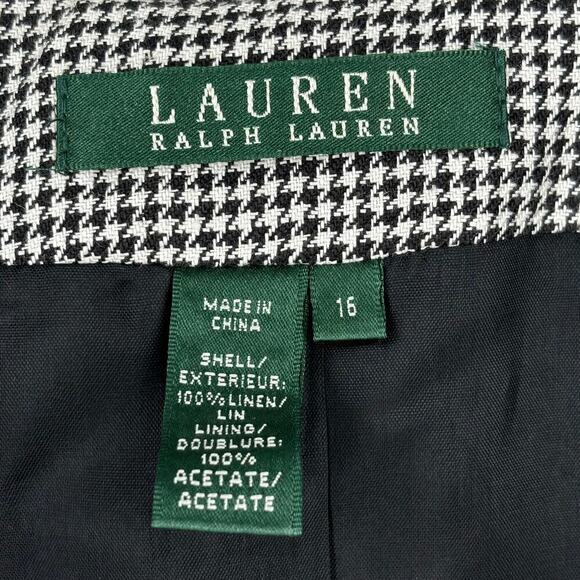 LAUREN
RALPH LAUREN
MADE IN
CHINA
16
SHELL/
EXTERIEUR:
100%LINEN/
LIN
LINING/
DOUBLURE:
100%
ACETATE/
ACETATE